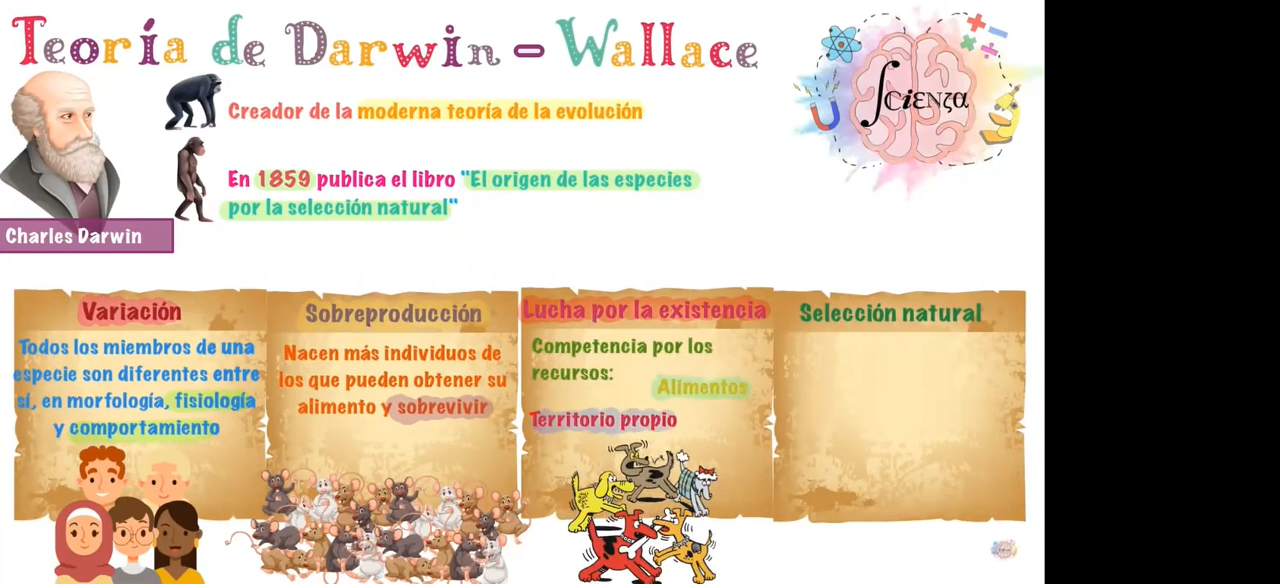 Teoría de Darwin - Wallace
∫CiENζα
Creador de la moderna teoría de la evolución
En 1859 publica el libro "El origen de las especies
por la selección natural"
Charles Darwin
Variación
Todos los miembros de una
especie son diferentes entre
sí, en morfología, fisiología
y comportamiento
Sobreproducción
Nacen más individuos de
los que pueden obtener su
alimento y sobrevivir
Lucha por la existencia
Competencia por los
recursos:
Alimentos
Territorio propio
Selección natural